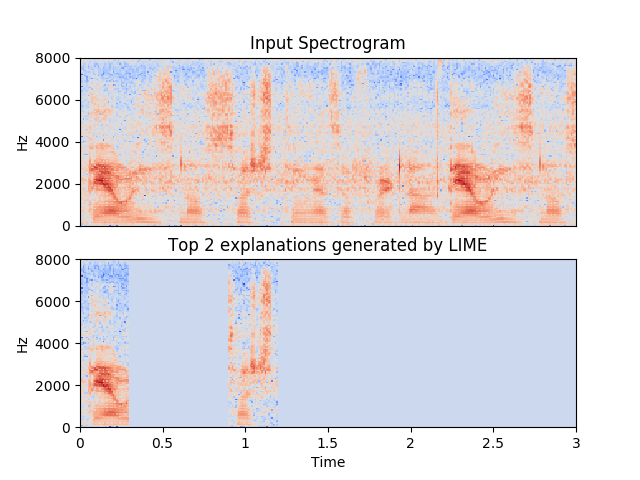 Input Spectrogram
8000
6000
4000
2000
0
Hz
Top 2 explanations generated by LIME
8000
6000
4000
2000
0
Hz
0 0.5 1 1.5 2 2.5 3
Time